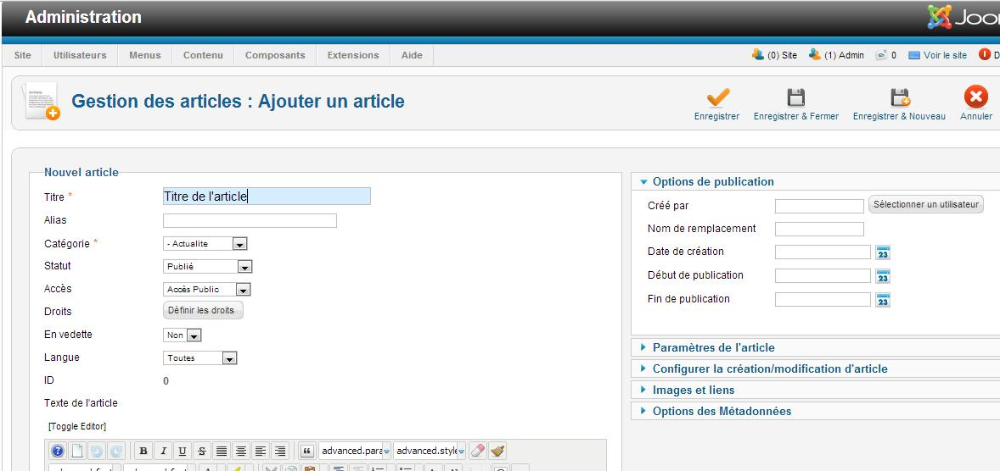 Administration
Joo
Site Utilisateurs Menus Contenu Composants Extensions Aide (0) Site (1) Admin 0 Voir le site D
Gestion des articles : Ajouter un article
Enregistrer Enregistrer & Fermer Enregistrer & Nouveau Annuler
Nouvel article
Titre * Titre de l'article
Alias
Catégorie * - Actualite
Statut Publié
Accès Accès Public
Droits Définir les droits
En vedette Non
Langue Toutes
ID 0
Texte de l'article
[Toggle Editor]
B I U S advanced.para advanced.style
Options de publication
Créé par Sélectionner un utilisateur
Nom de remplacement
Date de création 23
Début de publication 23
Fin de publication 23
Paramètres de l'article
Configurer la création/modification d'article
Images et liens
Options des Métadonnées